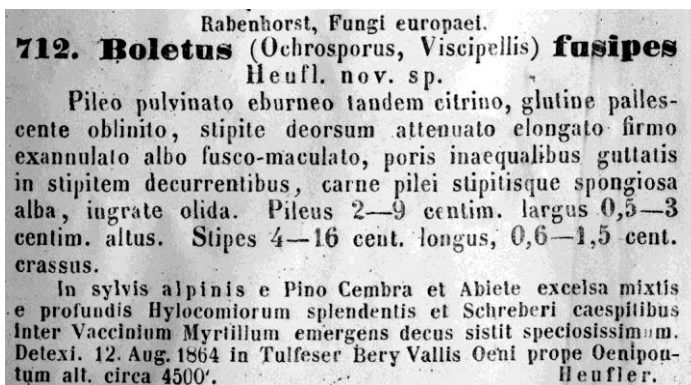 Rabenhorst, Fungi europaei.
712. Boletus (Ochrosporus, Viscipellis) fusipes
Heufl. nov. sp.
Pileo pulvinato eburneo tandem citrino, glutine palles-
cente oblinito, stipite deorsum attenuato elongato firmo
exannulato albo fusco-maculato, poris inaequalibus guttatis
in stipitem decurrentibus, carne pilei stipitisque spongiosa
alba, ingrate olida. Pileus 2—9 centim. largus 0,5—3
centim. altus. Stipes 4—16 cent. longus, 0,6—1,5 cent.
crassus.
In sylvis alpinis e Pino Cembra et Abiete excelsa mixtis
e profundis Hylocomiorum splendentis et Schreberi caespitibus
inter Vaccinium Myrtillum emergens decus sistit speciosissimum.
Detexi. 12. Aug. 1864 in Tulfeser Bery Vallis Oeni prope Oenipon-
tum alt. circa 4500'. Heufler.